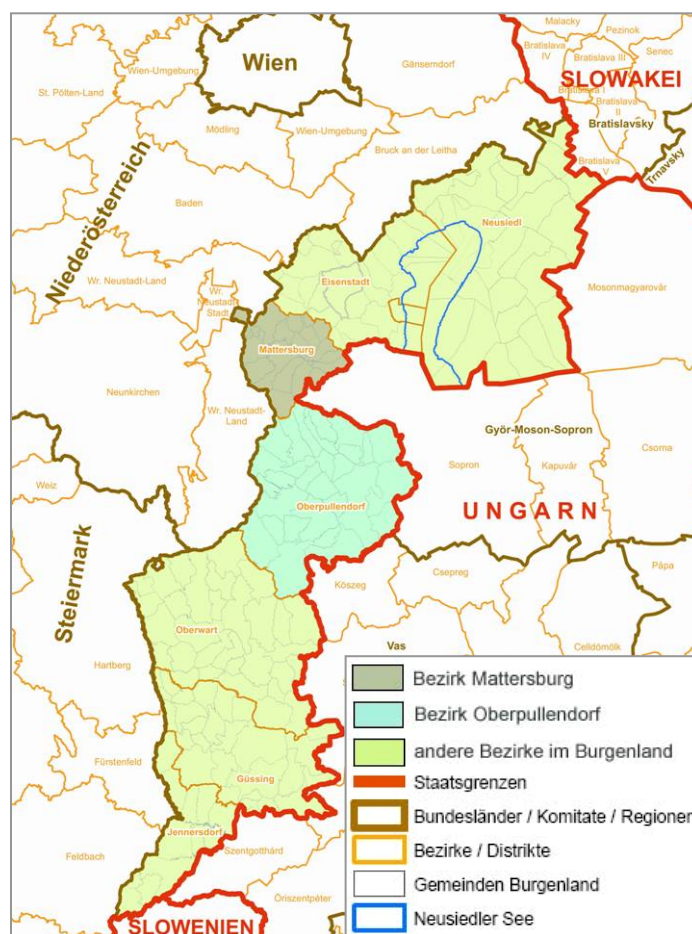 Malacky
Pezinok
Bratislava IV
Bratislava III
Senec
SLOWAKEI
Bratislava I
Bratislava II
Bratislavsky
Bratislava V
Trnavsky
Wien-Umgebung
Wien
Gänserndorf
St. Pölten-Land
Mödling
Wien-Umgebung
Bruck an der Leitha
Niederösterreich
Baden
Neusiedl
Eisenstadt
Mosonmagyarovár
Wr. Neustadt-Land
Wr.
Neustadt-
Stadt
Mattersburg
Neunkirchen
Wr. Neustadt-
Land
Györ-Moson-Sopron
Sopron
Kapuvár
Csorna
Weiz
Oberpullendorf
UNGARN
Steiermark
Köszeg
Csepreg
Pápa
Oberwart
Vas
Celldömölk
Hartberg
Fürstenfeld
Güssing
Jennersdorf
Feldbach
Szentgotthárd
Öriszentpéter
SLOWENIEN
Bezirk Mattersburg
Bezirk Oberpullendorf
andere Bezirke im Burgenland
Staatsgrenzen
Bundesländer / Komitate / Regionen
Bezirke / Distrikte
Gemeinden Burgenland
Neusiedler See